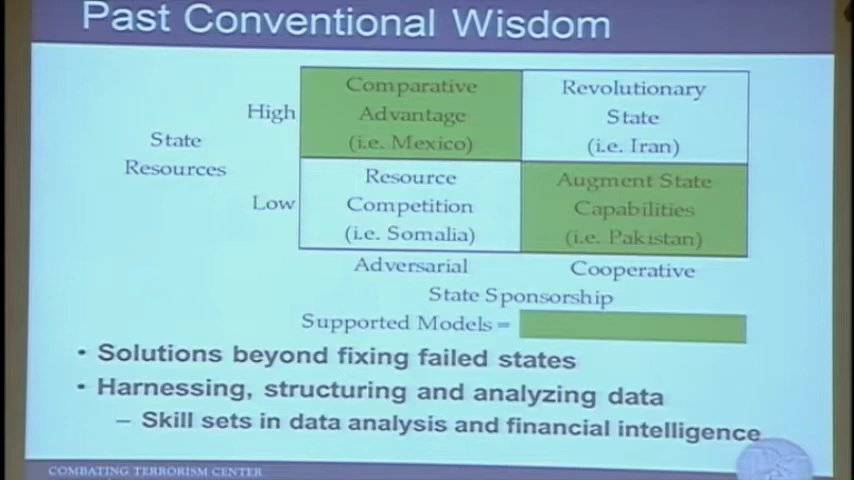 Past Conventional Wisdom
State
Resources
High
Comparative
Advantage
(i.e. Mexico)
Revolutionary
State
(i.e. Iran)
Low
Resource
Competition
(i.e. Somalia)
Augment State
Capabilities
(i.e. Pakistan)
Adversarial
Cooperative
State Sponsorship
Supported Models =
• Solutions beyond fixing failed states
• Harnessing, structuring and analyzing data
– Skill sets in data analysis and financial intelligence
COMBATING TERRORISM CENTER